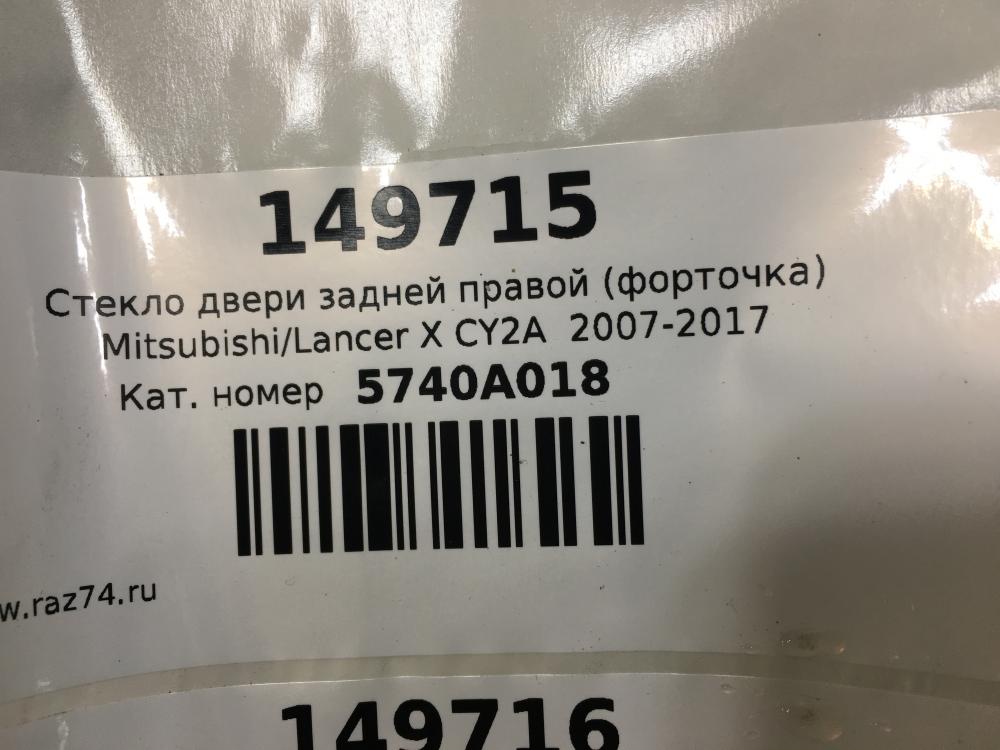 149715
Стекло двери задней правой (форточка)
Mitsubishi/Lancer X CY2A 2007-2017
Кат. номер 5740A018
w.raz74.ru
149716